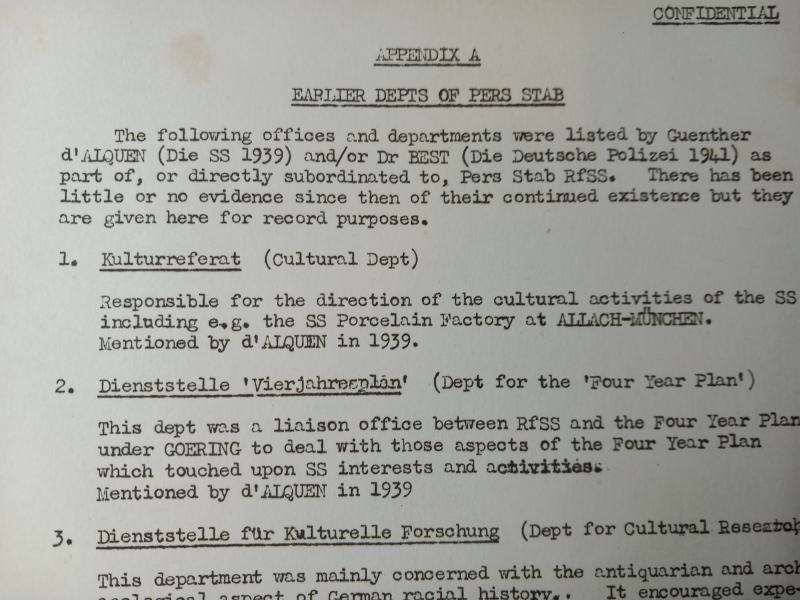 CONFIDENTIAL
APPENDIX A
EARLIER DEPTS OF PERS STAB
The following offices and departments were listed by Guenther
d'ALQUEN (Die SS 1939) and/or Dr BEST (Die Deutsche Polizei 1941) as
part of, or directly subordinated to, Pers Stab RfSS. There has been
little or no evidence since then of their continued existence but they
are given here for record purposes.
1. Kulturreferat (Cultural Dept)
Responsible for the direction of the cultural activities of the SS
including e.g. the SS Porcelain Factory at ALLACH-MÜNCHEN.
Mentioned by d'ALQUEN in 1939.
2. Dienststelle 'Vierjahresplan' (Dept for the 'Four Year Plan')
This dept was a liaison office between RfSS and the Four Year Plan
under GOERING to deal with those aspects of the Four Year Plan
which touched upon SS interests and activities.
Mentioned by d'ALQUEN in 1939
3. Dienststelle für Kulturelle Forschung (Dept for Cultural Research
This department was mainly concerned with the antiquarian and arch
ological aspect of German racial history.. It encouraged expe-